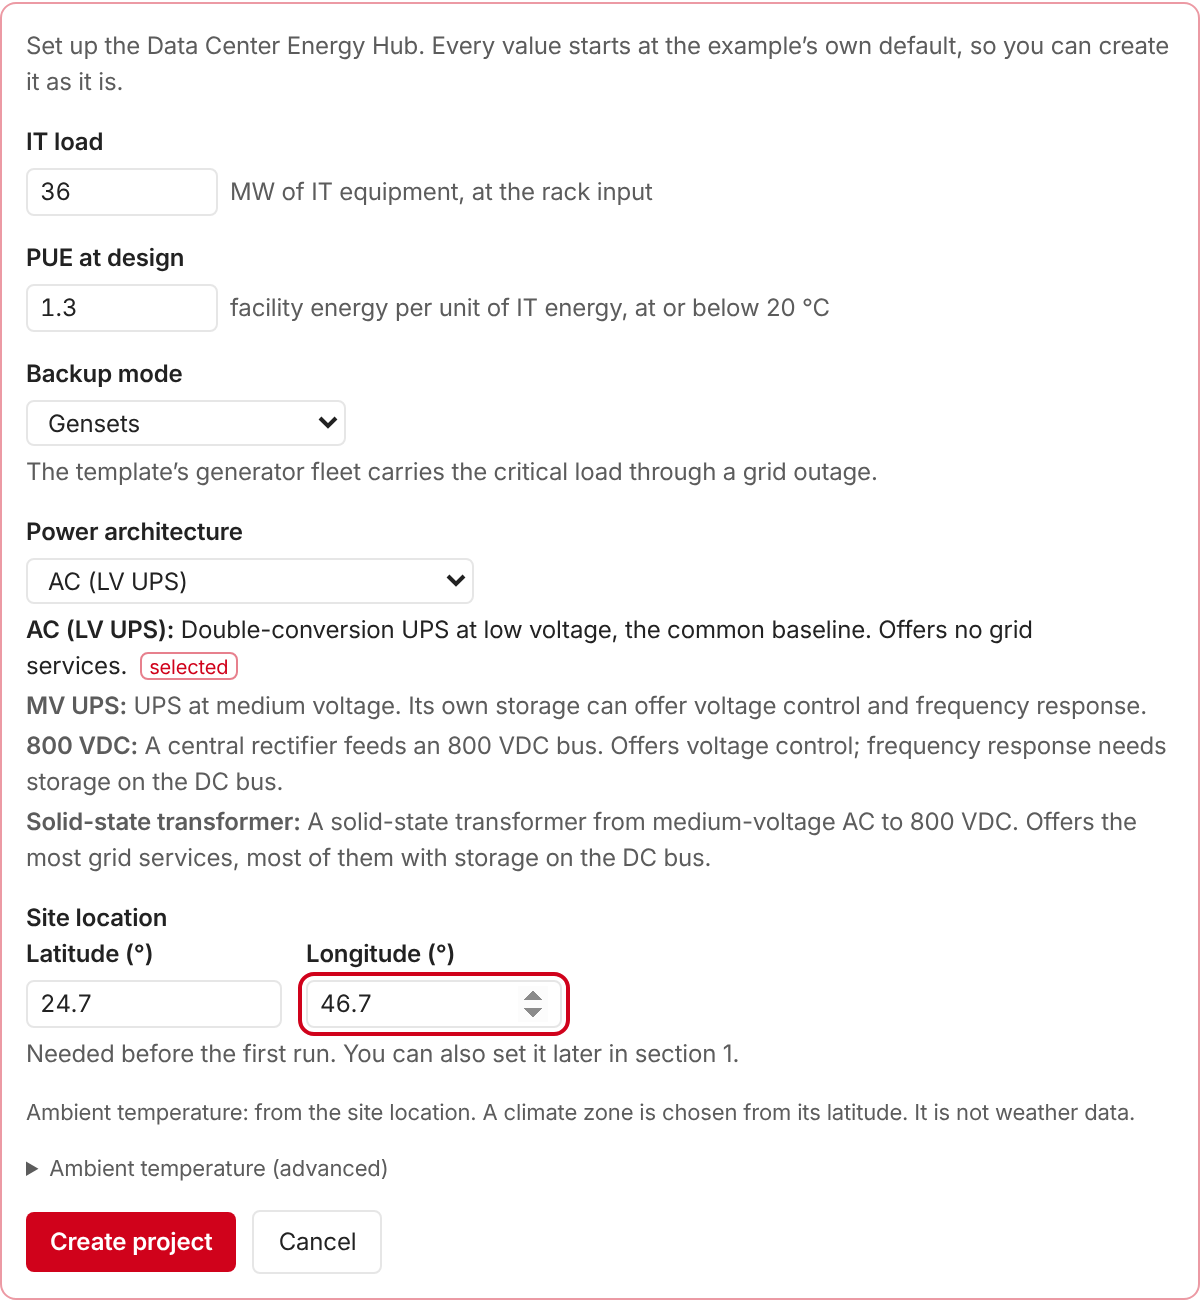 Set up the Data Center Energy Hub. Every value starts at the example’s own default, so you can create
it as it is.
IT load
36 MW of IT equipment, at the rack input
PUE at design
1.3 facility energy per unit of IT energy, at or below 20 °C
Backup mode
Gensets
The template’s generator fleet carries the critical load through a grid outage.
Power architecture
AC (LV UPS)
AC (LV UPS): Double-conversion UPS at low voltage, the common baseline. Offers no grid
services. selected
MV UPS: UPS at medium voltage. Its own storage can offer voltage control and frequency response.
800 VDC: A central rectifier feeds an 800 VDC bus. Offers voltage control; frequency response needs
storage on the DC bus.
Solid-state transformer: A solid-state transformer from medium-voltage AC to 800 VDC. Offers the
most grid services, most of them with storage on the DC bus.
Site location
Latitude (°) Longitude (°)
24.7 46.7
Needed before the first run. You can also set it later in section 1.
Ambient temperature: from the site location. A climate zone is chosen from its latitude. It is not weather data.
Ambient temperature (advanced)
Create project Cancel